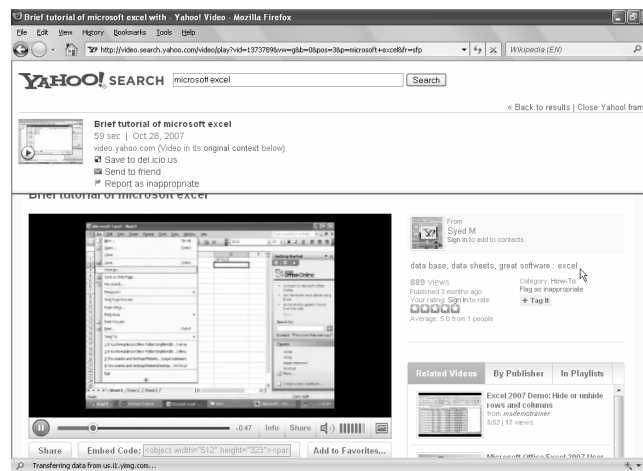 Brief tutorial of microsoft excel with - Yahoo! Video - Mozilla Firefox
File Edit View History Bookmarks Tools Help
http://video.search.yahoo.com/video/play?vid=1373789&vw=g&b=0&pos=3&p=microsoft+excel&fr=sfp
Wikipedia (EN)
YAHOO! SEARCH microsoft excel Search
« Back to results | Close Yahoo! fram
Brief tutorial of microsoft excel
59 sec | Oct 28, 2007
video.yahoo.com (Video in its original context below)
Save to del.icio.us
Send to friend
Report as inappropriate
Brief tutorial of microsoft excel
From
Syed M
Sign in to add to contacts
data base, data sheets, great software : excel
889 views
Published 3 months ago
Your rating: Sign In to rate
Average: 5.0 from 1 people
Category: How-To
Flag as inappropriate
+ Tag It
Getting Started
Office Online
Open
Related Videos By Publisher In Playlists
Excel 2007 Demo: Hide or unhide rows and columns
from msdemotrainer
5:52 | 17 views
Microsoft Office Excel 2007 User
-0:47 Info Share
Share Embed Code: <object width="512" height="323"><par Add to Favorites...
Transferring data from us.i1.yimg.com...